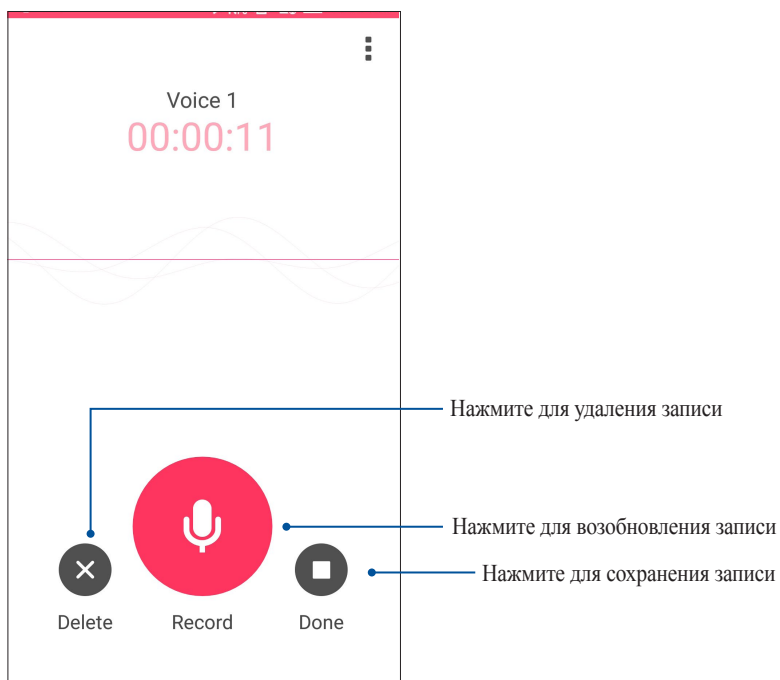 Voice 1
00:00:11
Нажмите для удаления записи
Нажмите для возобновления записи
Нажмите для сохранения записи
Delete
Record
Done